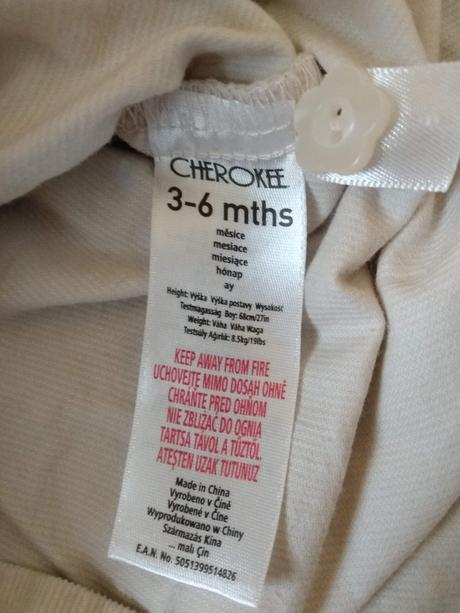 CHEROKEE
3-6 mths
měsíce
mesiace
miesiące
hónap
ay
Height: Výška Výška postavy Wysokość
Testmagasság Boy: 68cm/27in
Weight: Váha Váha Waga
Testsúly Ağırlık: 8.5kg/19lbs
KEEP AWAY FROM FIRE
UCHOVEJTE MIMO DOSAH OHNĚ
CHRÁŇTE PRED OHŇOM
NIE ZBLIŻAĆ DO OGNIA
TARTSA TÁVOL A TŰZTŐL.
ATEŞTEN UZAK TUTUNUZ
Made in China
Vyrobeno v Číně
Vyrobené v Číne
Wyprodukowano w Chiny
Származás Kína
... malı Çin
E.A.N. No. 5051399514826